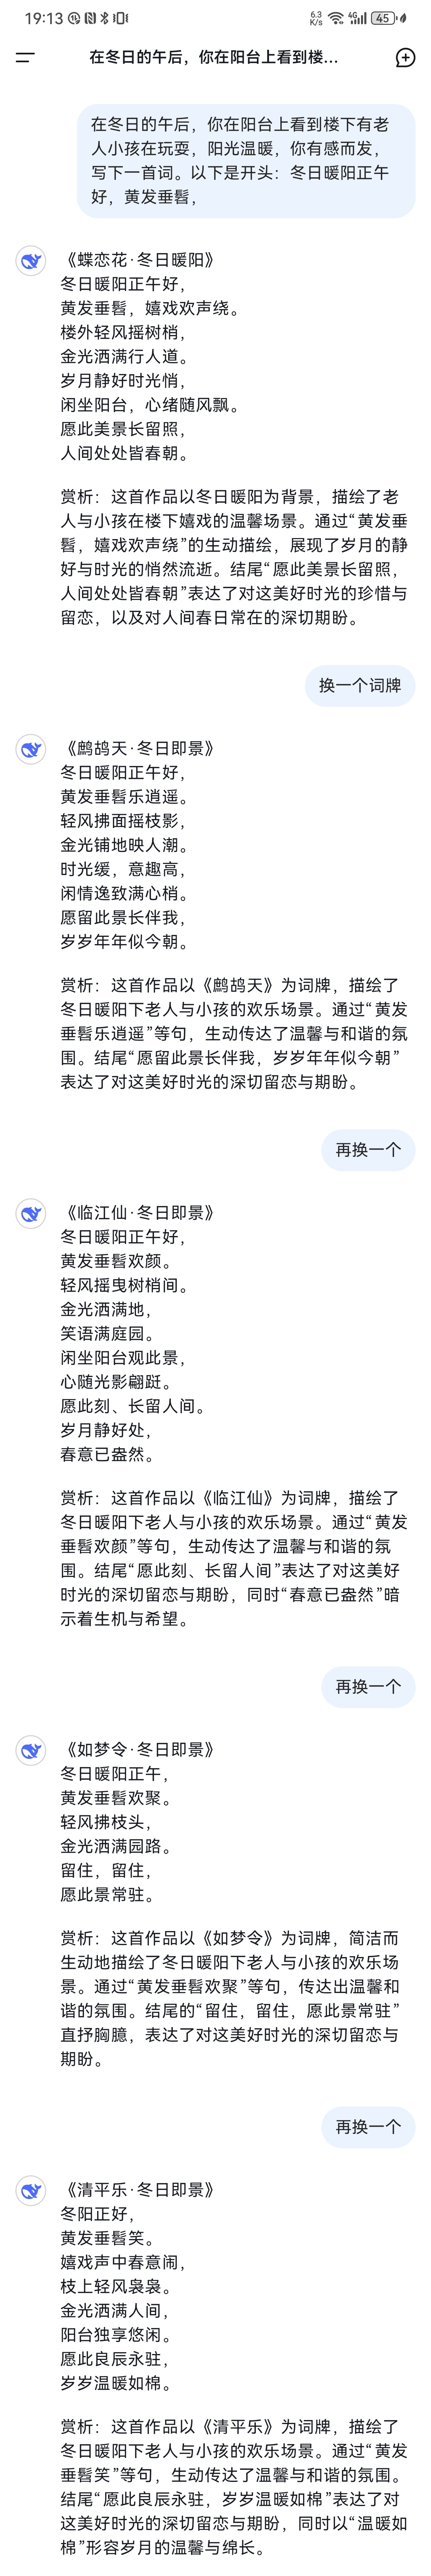 19:13
6.3 K/s
4G
45
在冬日的午后，你在阳台上看到楼...
在冬日的午后，你在阳台上看到楼下有老
人小孩在玩耍，阳光温暖，你有感而发，
写下一首词。以下是开头：冬日暖阳正午
好，黄发垂髫，
《蝶恋花·冬日暖阳》
冬日暖阳正午好，
黄发垂髫，嬉戏欢声绕。
楼外轻风摇树梢，
金光洒满行人道。
岁月静好时光悄，
闲坐阳台，心绪随风飘。
愿此美景长留照，
人间处处皆春朝。
赏析：这首作品以冬日暖阳为背景，描绘了老
人与小孩在楼下嬉戏的温馨场景。通过“黄发垂
髫，嬉戏欢声绕”的生动描绘，展现了岁月的静
好与时光的悄然流逝。结尾“愿此美景长留照，
人间处处皆春朝”表达了对这美好时光的珍惜与
留恋，以及对人间春日常在的深切期盼。
换一个词牌
《鹧鸪天·冬日即景》
冬日暖阳正午好，
黄发垂髫乐逍遥。
轻风拂面摇枝影，
金光铺地映人潮。
时光缓，意趣高，
闲情逸致满心梢。
愿留此景长伴我，
岁岁年年似今朝。
赏析：这首作品以《鹧鸪天》为词牌，描绘了
冬日暖阳下老人与小孩的欢乐场景。通过“黄发
垂髫乐逍遥”等句，生动传达了温馨与和谐的氛
围。结尾“愿留此景长伴我，岁岁年年似今朝”
表达了对这美好时光的深切留恋与期盼。
再换一个
《临江仙·冬日即景》
冬日暖阳正午好，
黄发垂髫欢颜。
轻风摇曳树梢间。
金光洒满地，
笑语满庭园。
闲坐阳台观此景，
心随光影翩跹。
愿此刻、长留人间。
岁月静好处，
春意已盎然。
赏析：这首作品以《临江仙》为词牌，描绘了
冬日暖阳下老人与小孩的欢乐场景。通过“黄发
垂髫欢颜”等句，生动传达了温馨与和谐的氛
围。结尾“愿此刻、长留人间”表达了对这美好
时光的深切留恋与期盼，同时“春意已盎然”暗
示着生机与希望。
再换一个
《如梦令·冬日即景》
冬日暖阳正午，
黄发垂髫欢聚。
轻风拂枝头，
金光洒满园路。
留住，留住，
愿此景常驻。
赏析：这首作品以《如梦令》为词牌，简洁而
生动地描绘了冬日暖阳下老人与小孩的欢乐场
景。通过“黄发垂髫欢聚”等句，传达出温馨和
谐的氛围。结尾的“留住，留住，愿此景常驻”
直抒胸臆，表达了对这美好时光的深切留恋与
期盼。
再换一个
《清平乐·冬日即景》
冬阳正好，
黄发垂髫笑。
嬉戏声中春意闹，
枝上轻风袅袅。
金光洒满人间，
阳台独享悠闲。
愿此良辰永驻，
岁岁温暖如棉。
赏析：这首作品以《清平乐》为词牌，描绘了
冬日暖阳下老人与小孩的欢乐场景。通过“黄发
垂髫笑”等句，生动传达了温馨与和谐的氛围。
结尾“愿此良辰永驻，岁岁温暖如棉”表达了对
这美好时光的深切留恋与期盼，同时以“温暖如
棉”形容岁月的温馨与绵长。